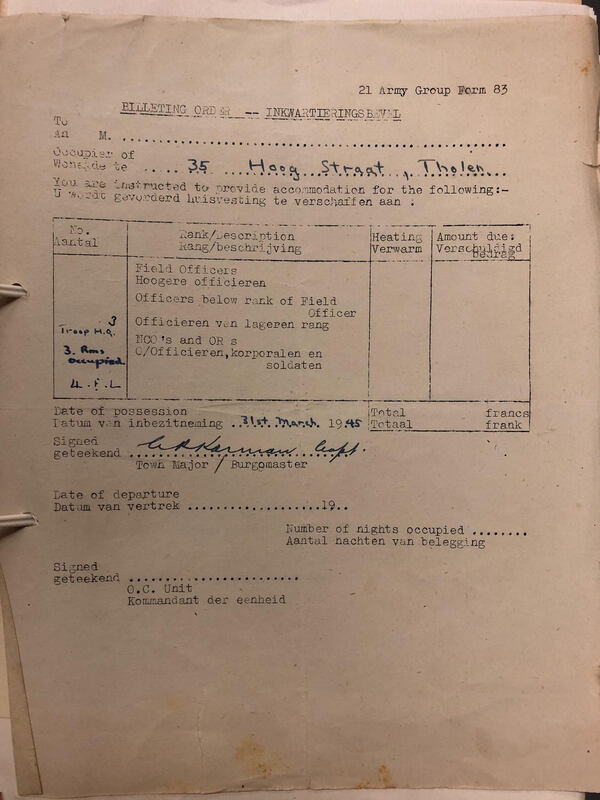 21 Army Group Form 83
BILLETING ORDER -- INKWARTIERINGSBEVEL
To
An M.
Occupier of
Wonende te 35 Hoog Straat, Tholen
You are instructed to provide accommodation for the following:-
U wordt gevorderd huisvesting te verschaffen aan :
No. Rank/Description Heating Amount due:
Aantal Rang/beschrijving Verwarm Verschuldigd
bedrag
Field Officers
Hoogere officieren
Officers below rank of Field
Officer
3 Officieren van lageren rang
Troop H.Q.
NCO's and OR s
3. Rms O/Officieren,korporalen en
occupied. soldaten
Date of possession Total francs
Datum van inbezitneming 31st. March. 1945 Totaal frank
Signed
geteekend Capt.
Town Major / Burgomaster
Date of departure
Datum van vertrek ..................19..
Number of nights occupied ........
Aantal nachten van belegging
Signed
geteekend ..........................
O.C. Unit
Kommandant der eenheid